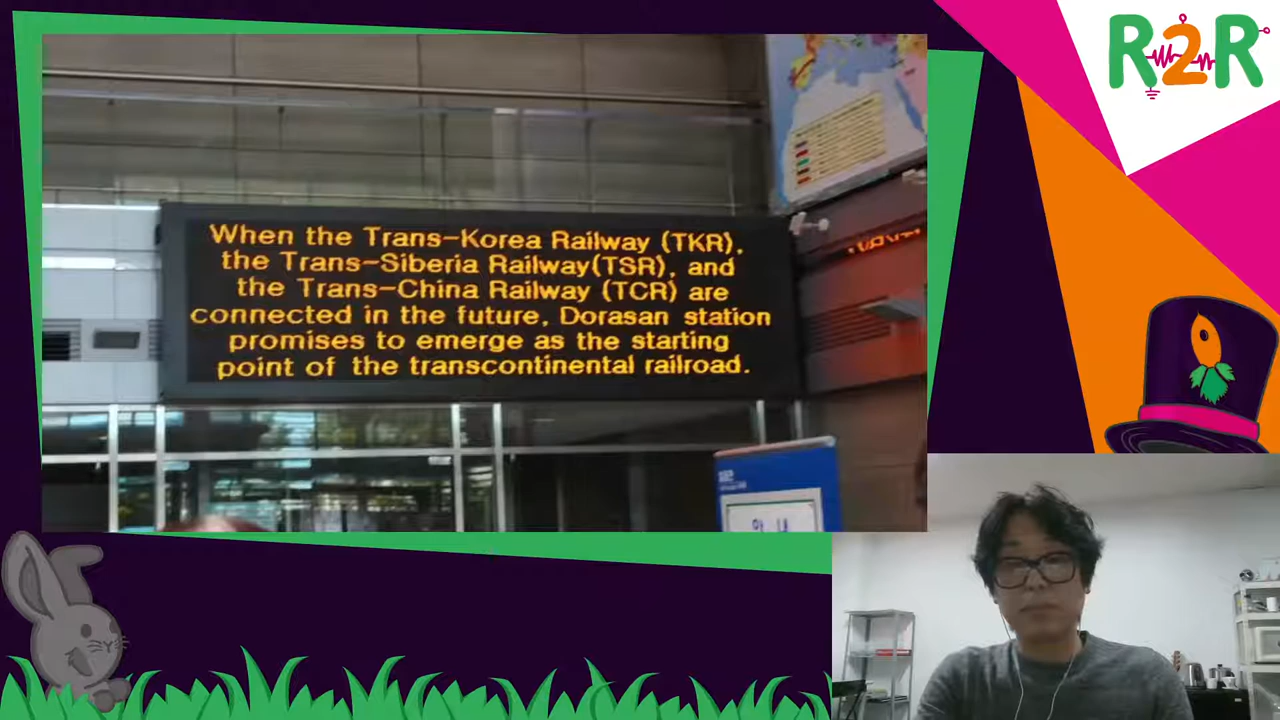 R2R
When the Trans-Korea Railway (TKR),
the Trans-Siberia Railway(TSR), and
the Trans-China Railway (TCR) are
connected in the future, Dorasan station
promises to emerge as the starting
point of the transcontinental railroad.